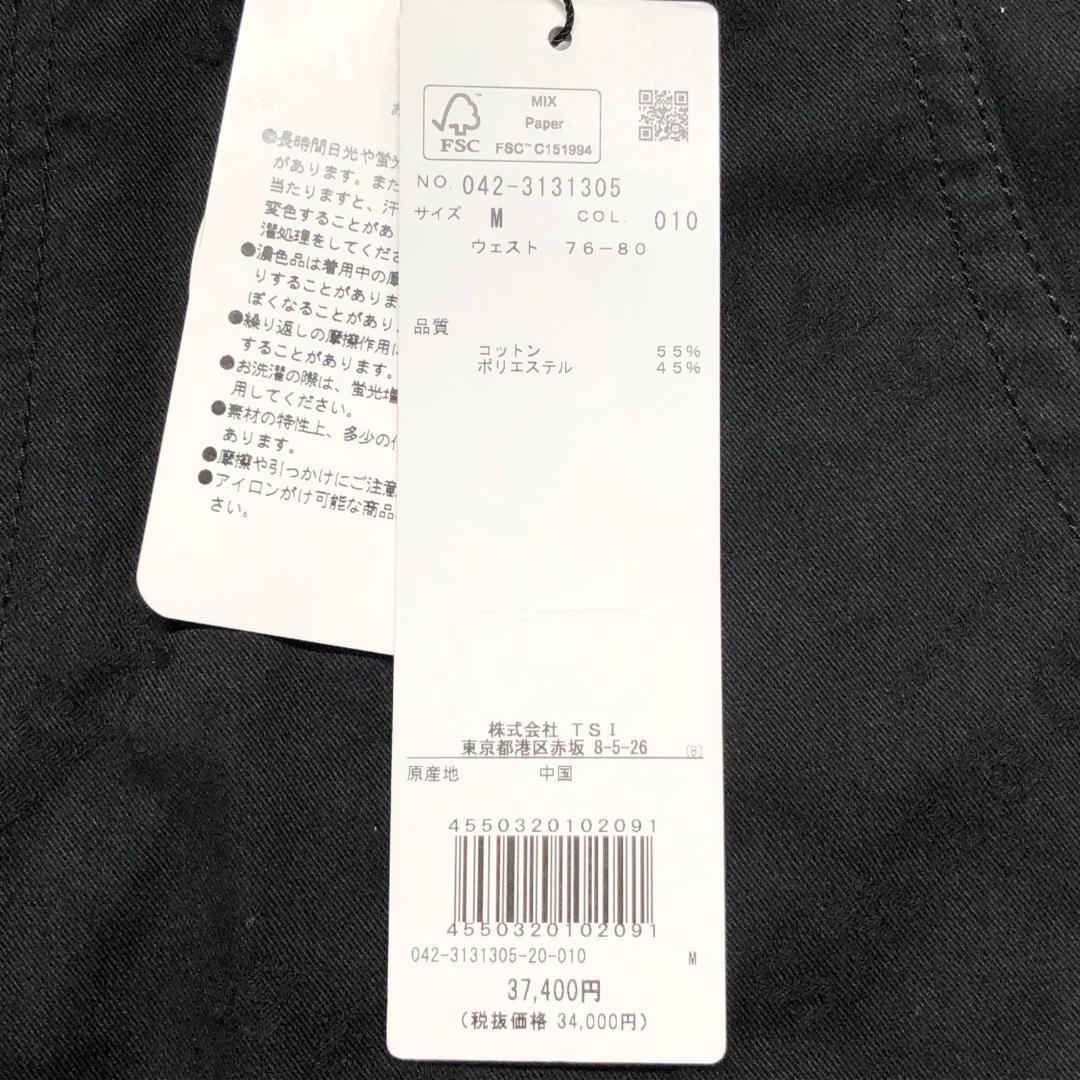 MIX
Paper
FSC
FSC™ C151994
NO. 042-3131305
サイズ M COL. 010
ウェスト 76-80
品質
コットン 55%
ポリエステル 45%
株式会社 TSI
東京都港区赤坂 8-5-26 (B)
原産地 中国
4550320102091
4550320102091
042-3131305-20-010 M
37,400円
(税抜価格 34,000円)
お
●長時間日光や蛍光
があります。また
当たりますと、汗
変色することがあ
濯処理をしてくださ
●濃色品は着用中の摩
りすることがありま
ぽくなることがあり
●繰り返しの摩擦作用に
することがあります。
●お洗濯の際は、蛍光増
用してください。
●素材の特性上、多少の
あります。
●摩擦や引っかけにご注意
●アイロンがけ可能な商品
さい。